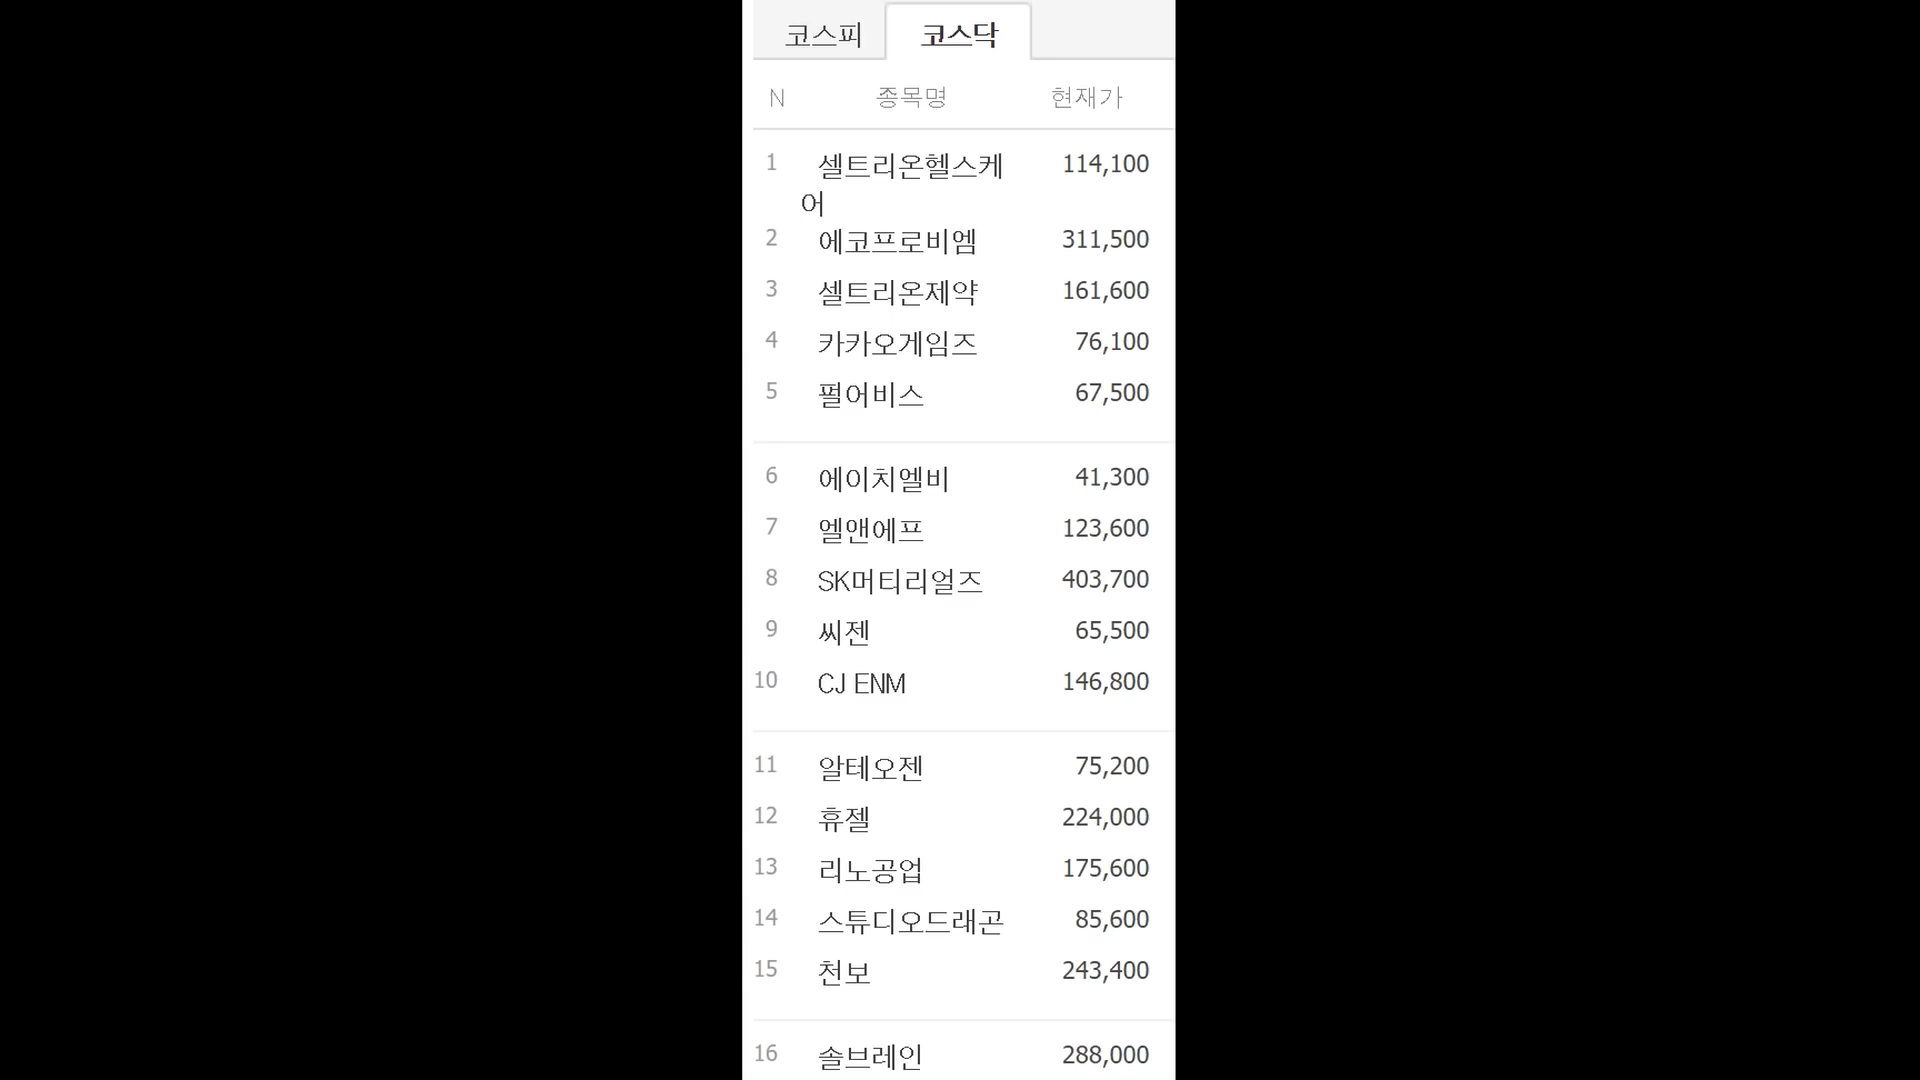 코스피 코스닥
N 종목명 현재가
1 셀트리온헬스케 114,100
어
2 에코프로비엠 311,500
3 셀트리온제약 161,600
4 카카오게임즈 76,100
5 펄어비스 67,500
6 에이치엘비 41,300
7 엘앤에프 123,600
8 SK머티리얼즈 403,700
9 씨젠 65,500
10 CJ ENM 146,800
11 알테오젠 75,200
12 휴젤 224,000
13 리노공업 175,600
14 스튜디오드래곤 85,600
15 천보 243,400
16 솔브레인 288,000